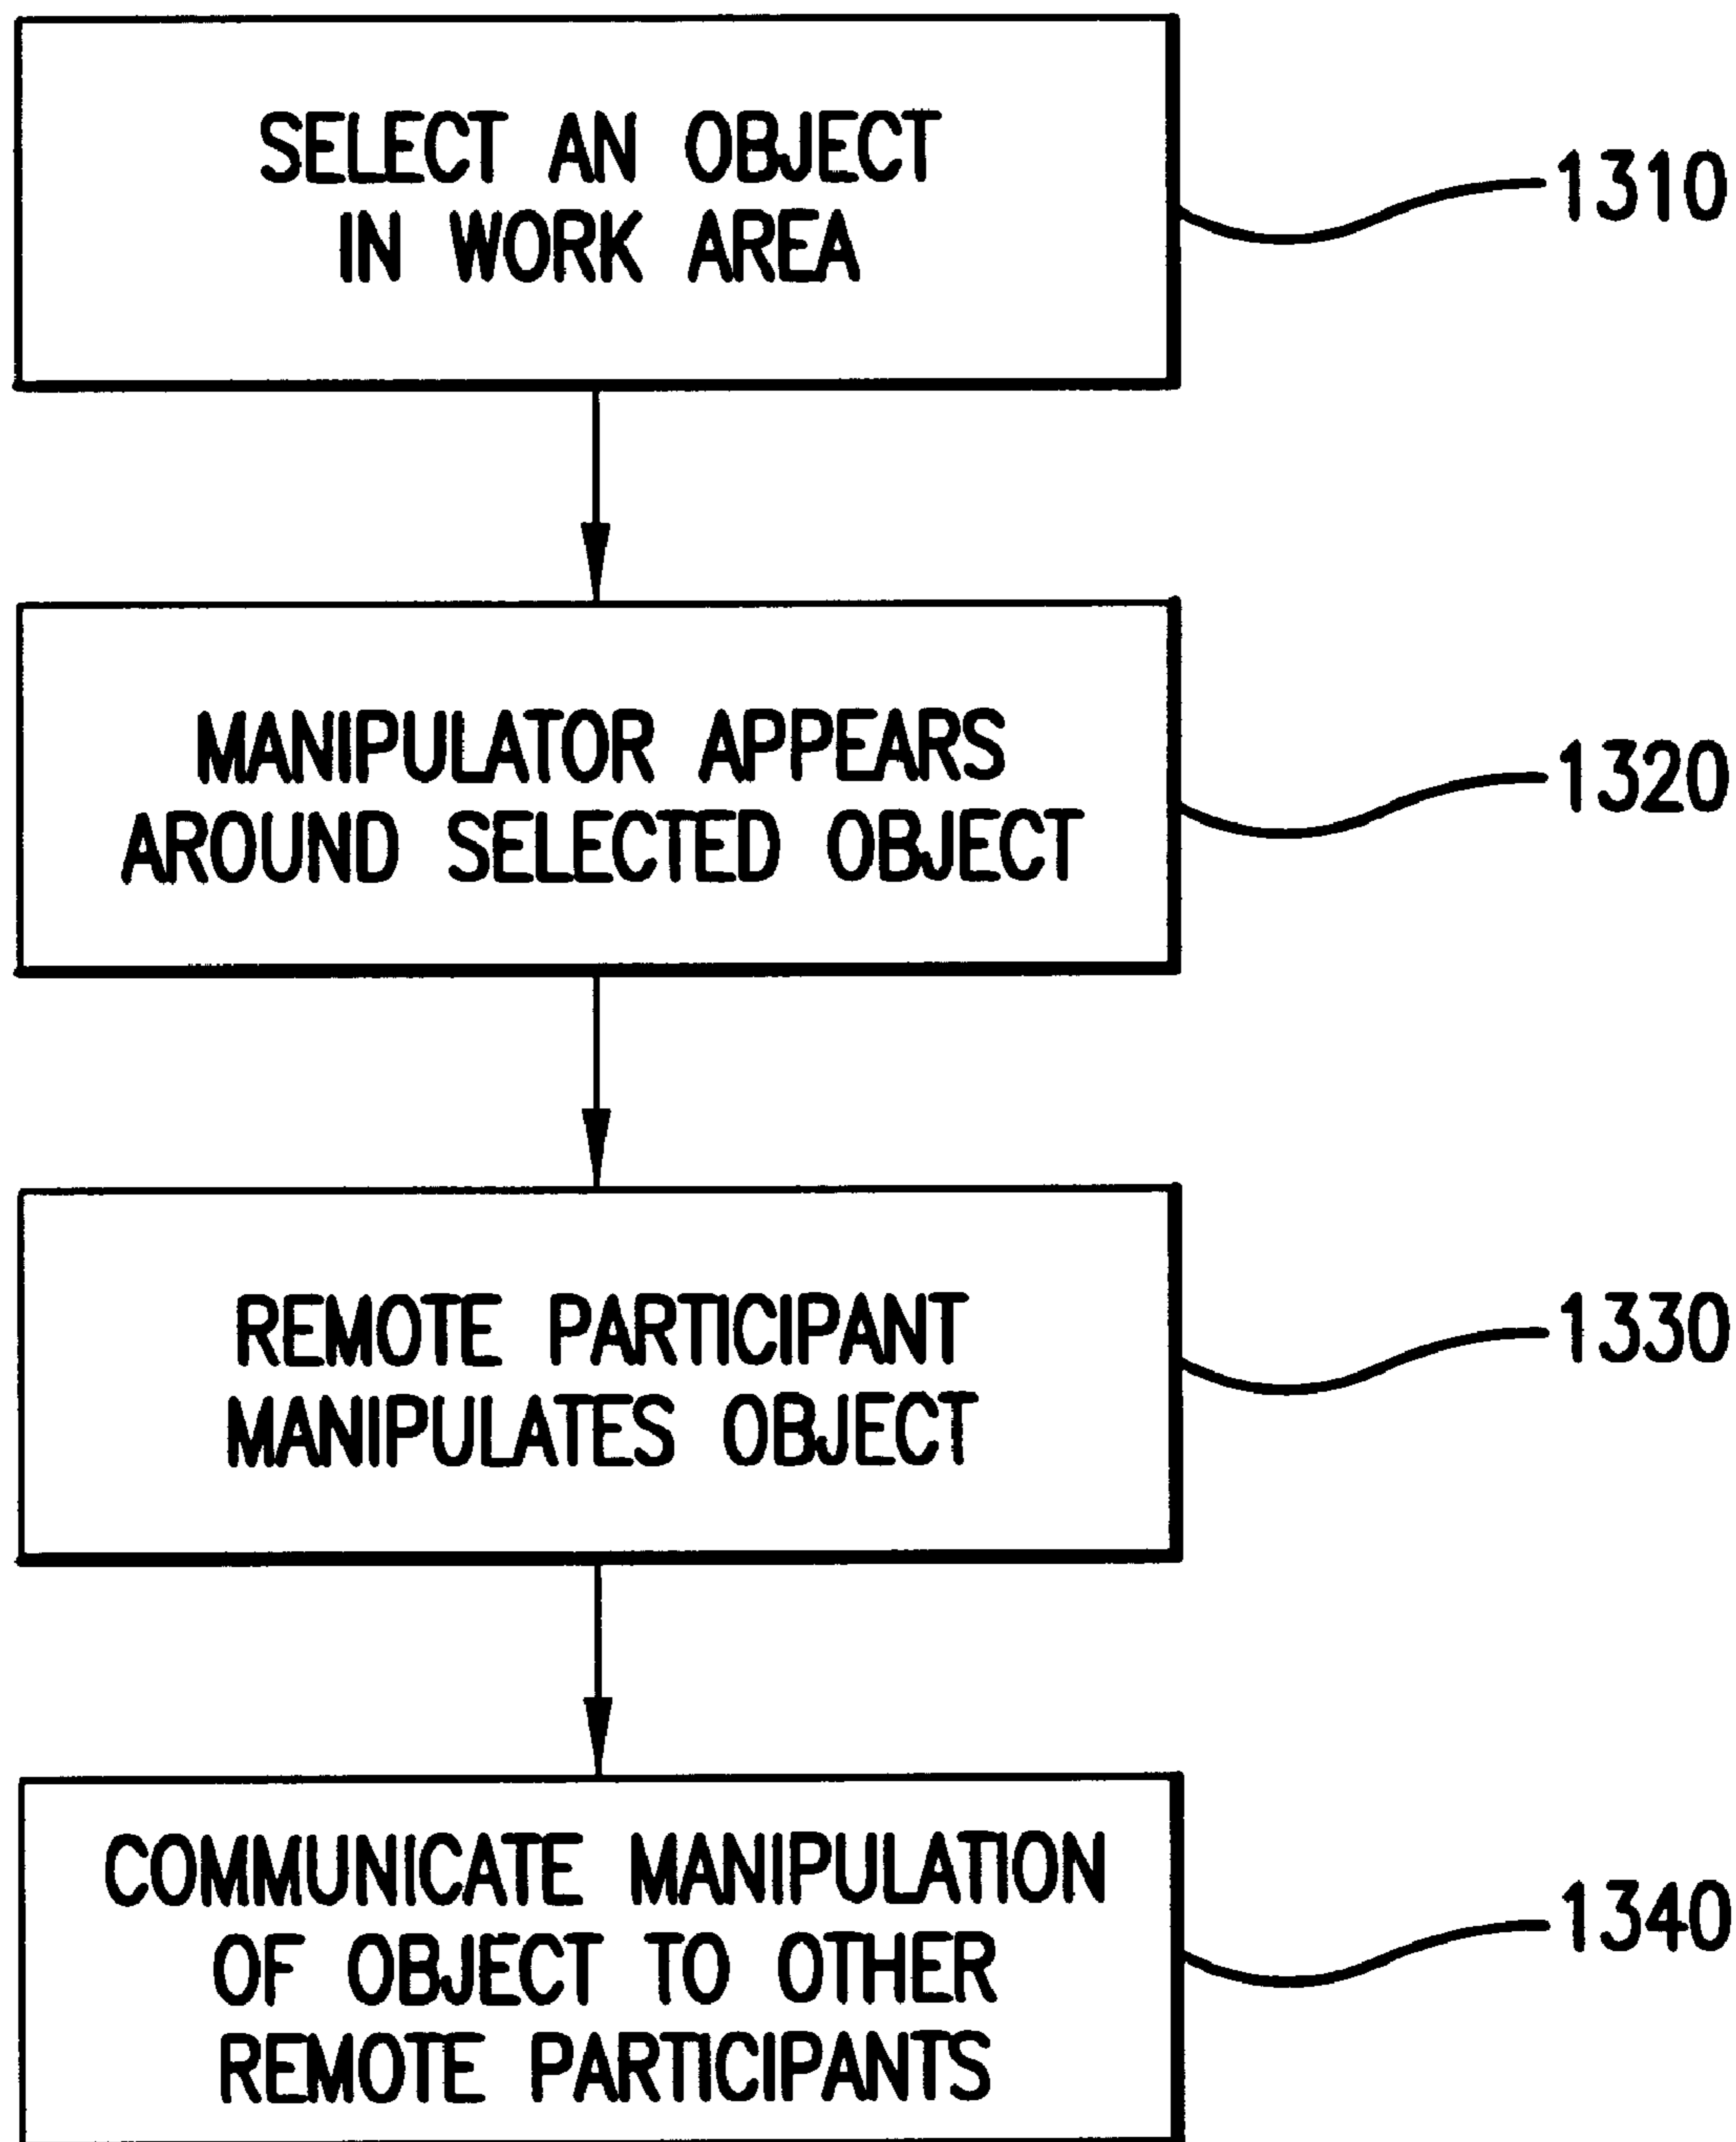 SELECT AN OBJECT
IN WORK AREA
1310
MANIPULATOR APPEARS
AROUND SELECTED OBJECT
1320
REMOTE PARTICIPANT
MANIPULATES OBJECT
1330
COMMUNICATE MANIPULATION
OF OBJECT TO OTHER
REMOTE PARTICIPANTS
1340